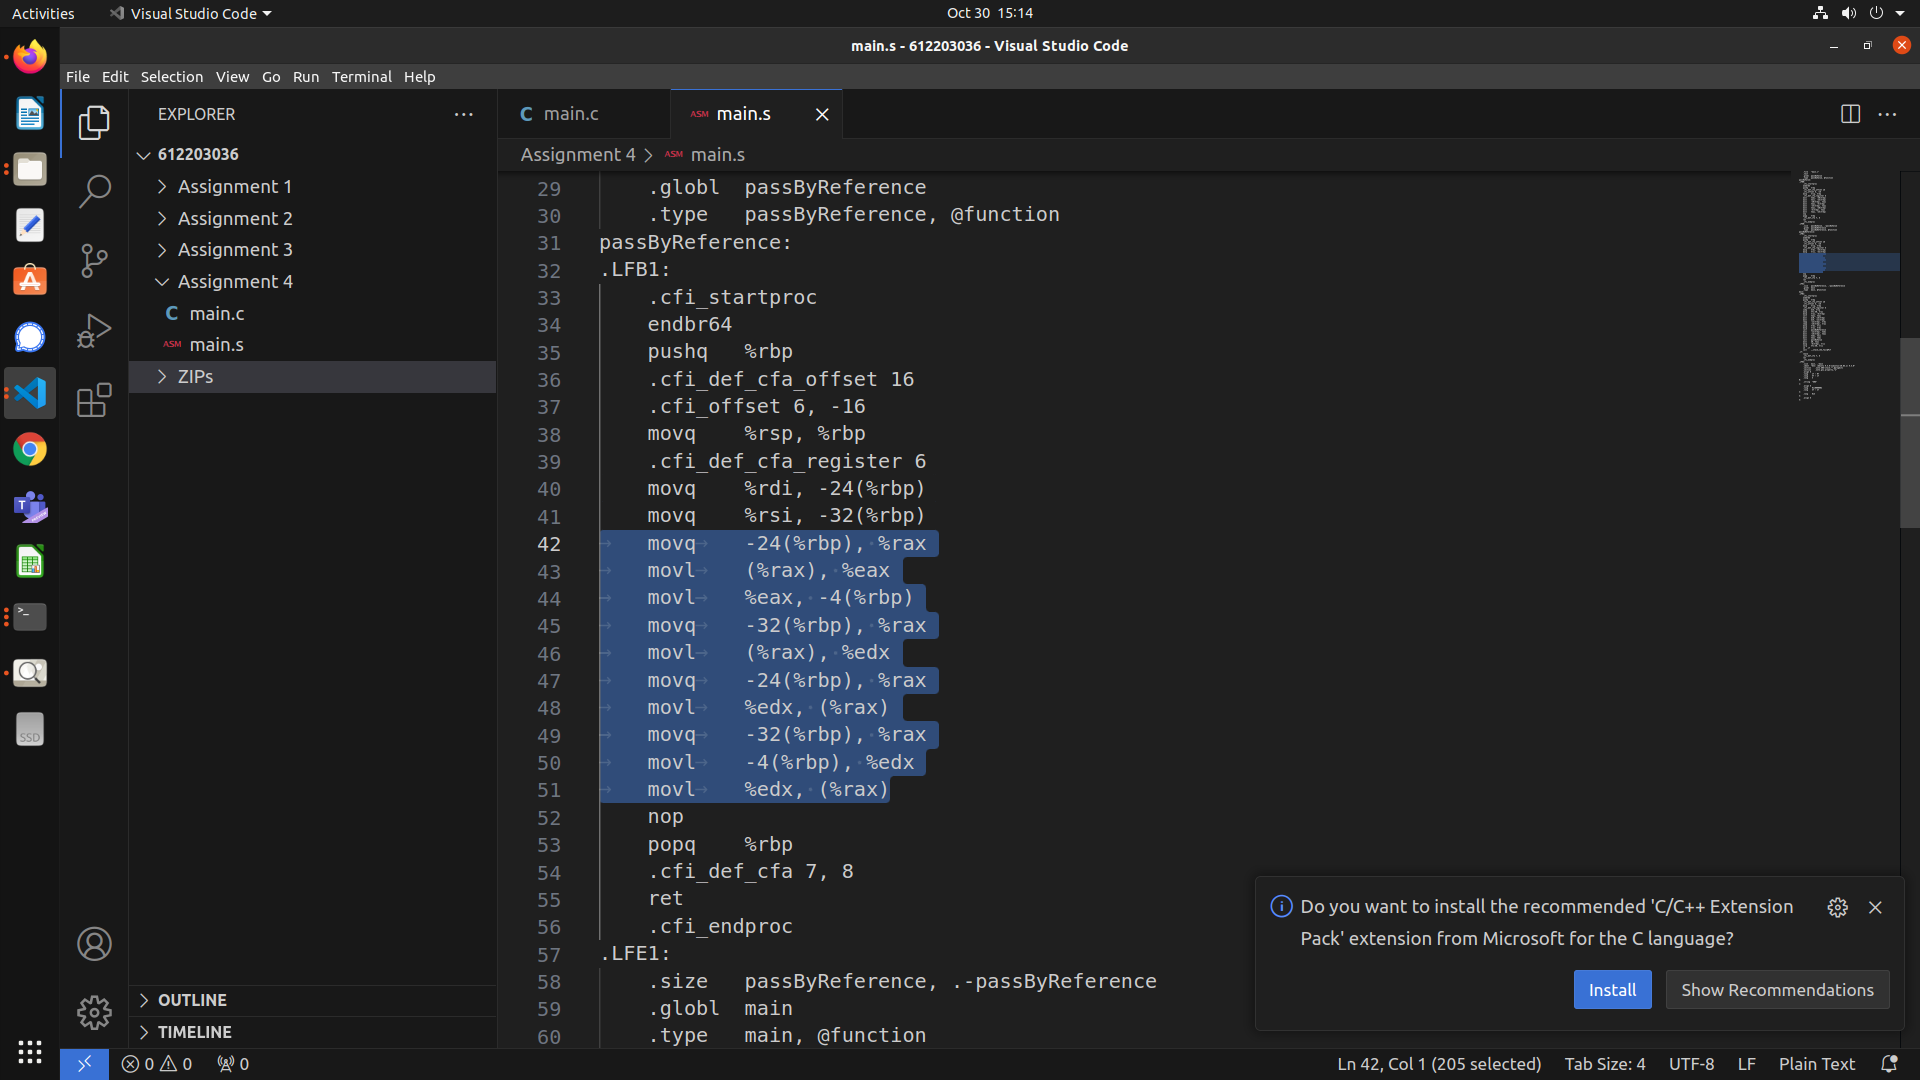 Activities Visual Studio Code Oct 30 15:14
main.s - 612203036 - Visual Studio Code
File Edit Selection View Go Run Terminal Help
EXPLORER
612203036
Assignment 1
Assignment 2
Assignment 3
Assignment 4
C main.c
ASM main.s
ZIPs
OUTLINE
TIMELINE
C main.c ASM main.s
Assignment 4 > ASM main.s
29 .globl passByReference
30 .type passByReference, @function
31 passByReference:
32 .LFB1:
33 .cfi_startproc
34 endbr64
35 pushq %rbp
36 .cfi_def_cfa_offset 16
37 .cfi_offset 6, -16
38 movq %rsp, %rbp
39 .cfi_def_cfa_register 6
40 movq %rdi, -24(%rbp)
41 movq %rsi, -32(%rbp)
42 movq -24(%rbp), %rax
43 movl (%rax), %eax
44 movl %eax, -4(%rbp)
45 movq -32(%rbp), %rax
46 movl (%rax), %edx
47 movq -24(%rbp), %rax
48 movl %edx, (%rax)
49 movq -32(%rbp), %rax
50 movl -4(%rbp), %edx
51 movl %edx, (%rax)
52 nop
53 popq %rbp
54 .cfi_def_cfa 7, 8
55 ret
56 .cfi_endproc
57 .LFE1:
58 .size passByReference, .-passByReference
59 .globl main
60 .type main, @function
Do you want to install the recommended 'C/C++ Extension
Pack' extension from Microsoft for the C language?
Install Show Recommendations
SSD
0 0 0 Ln 42, Col 1 (205 selected) Tab Size: 4 UTF-8 LF Plain Text